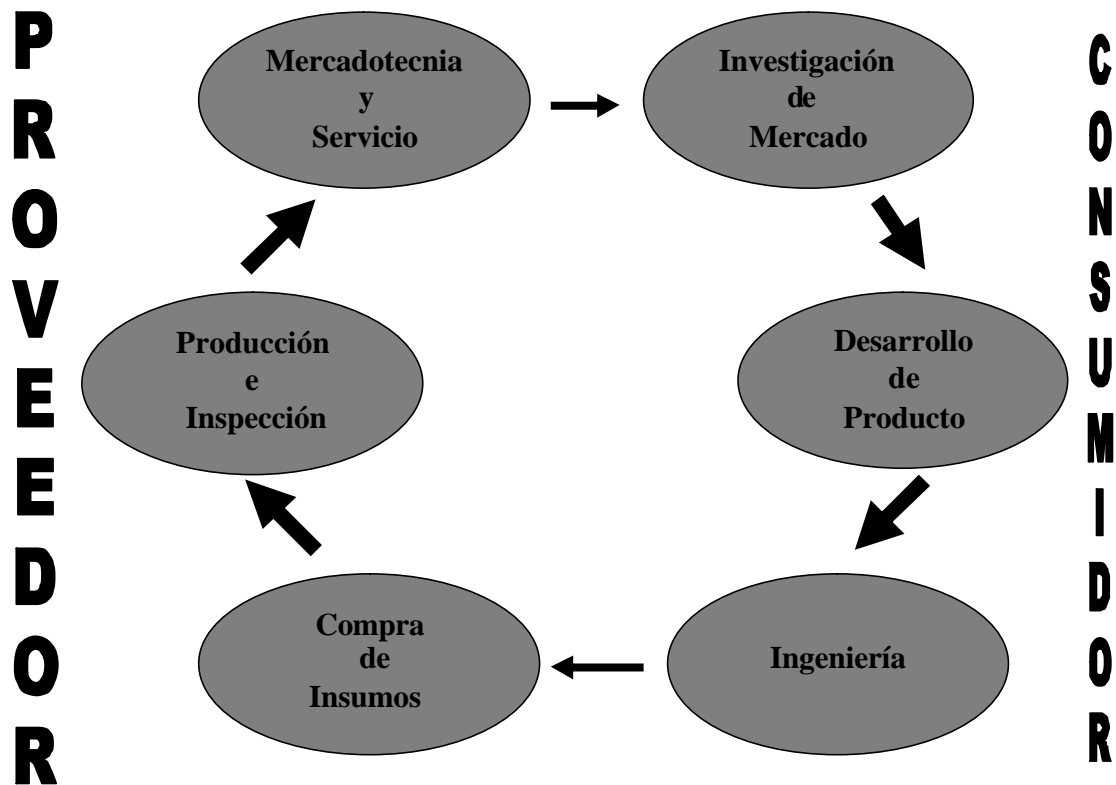 PROVEEDOR
Mercadotecnia
y
Servicio
Investigación
de
Mercado
Producción
e
Inspección
Desarrollo
de
Producto
Compra
de
Insumos
Ingeniería
CONSUMIDOR